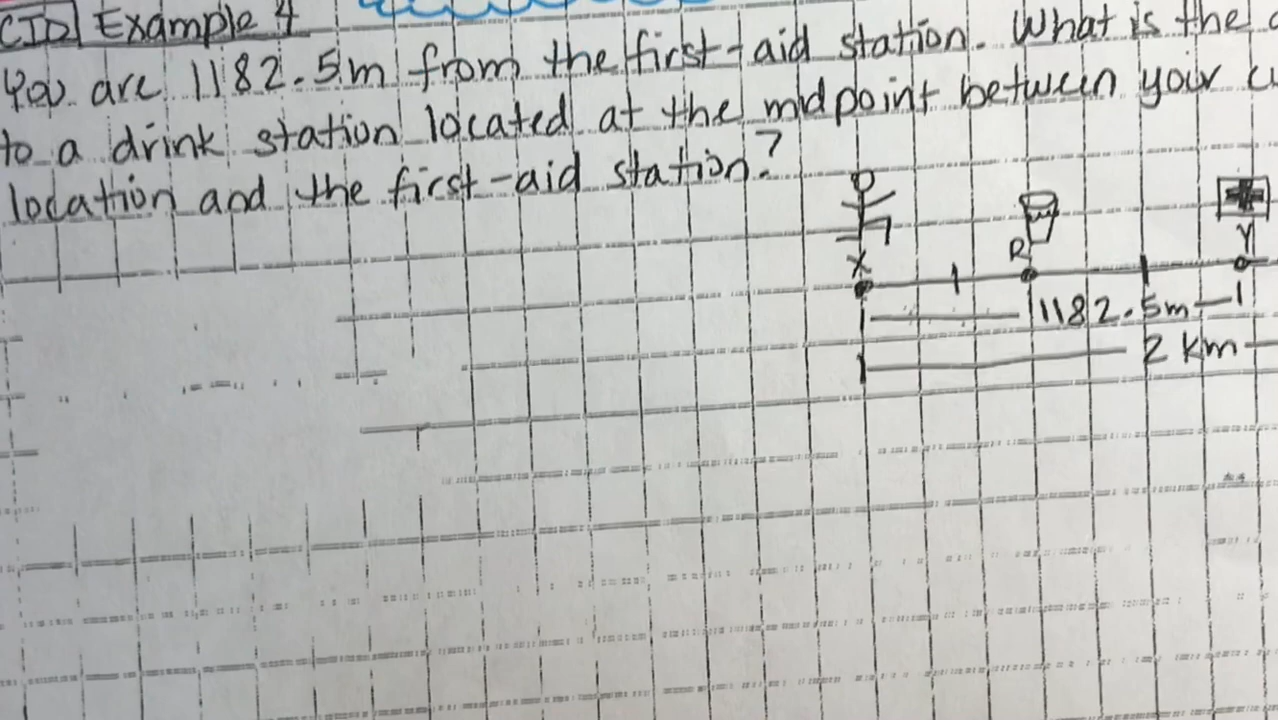 CID Example 4
You are 1182.5m from the first-aid station. What is the
to a drink station located at the midpoint between your
location and the first-aid station?
X R Y
1182.5m
2 km